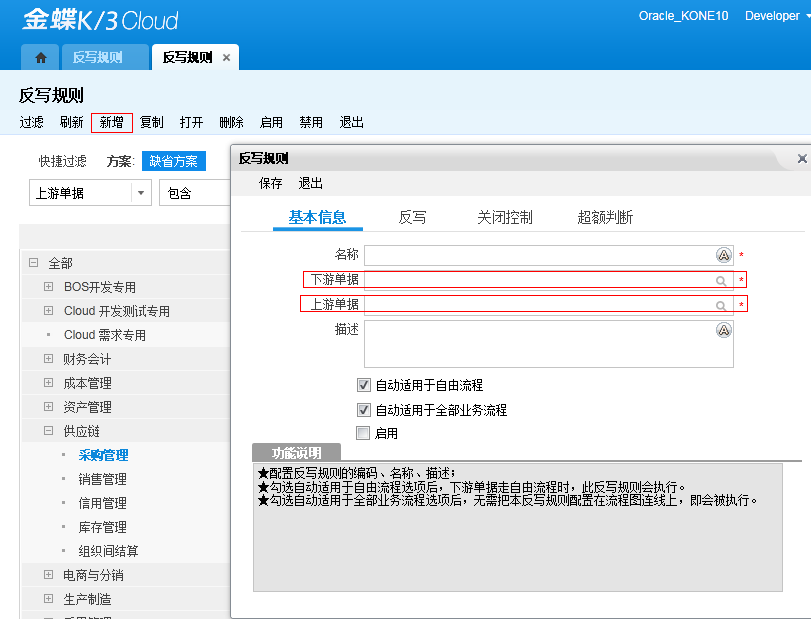 金蝶K/3 Cloud
Oracle_KONE10 Developer
反写规则 反写规则
反写规则
过滤 刷新 新增 复制 打开 删除 启用 禁用 退出
快捷过滤 方案: 缺省方案
上游单据 包含
全部
BOS开发专用
Cloud 开发测试专用
Cloud 需求专用
财务会计
成本管理
资产管理
供应链
采购管理
销售管理
信用管理
库存管理
组织间结算
电商与分销
生产制造
反写规则
保存 退出
基本信息 反写 关闭控制 超额判断
名称 *
下游单据 *
上游单据 *
描述
自动适用于自由流程
自动适用于全部业务流程
启用
功能说明
★配置反写规则的编码、名称、描述；
★勾选自动适用于自由流程选项后，下游单据走自由流程时，此反写规则会执行。
★勾选自动适用于全部业务流程选项后，无需把本反写规则配置在流程图连线上，即会被执行。